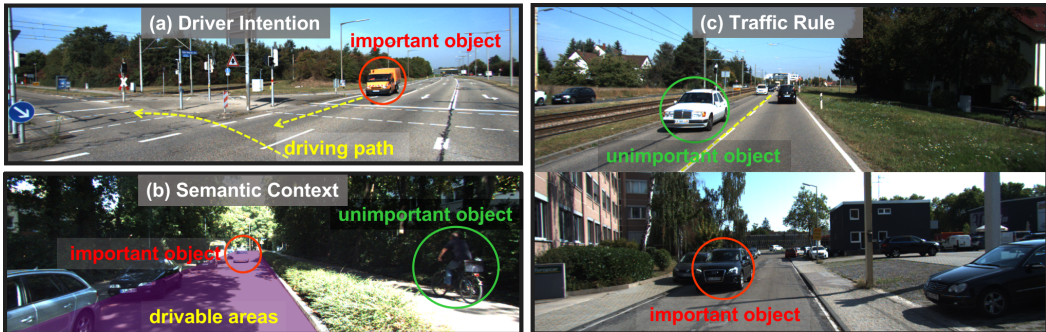 (a) Driver Intention
important object
driving path
(b) Semantic Context
unimportant object
important object
drivable areas
(c) Traffic Rule
unimportant object
important object